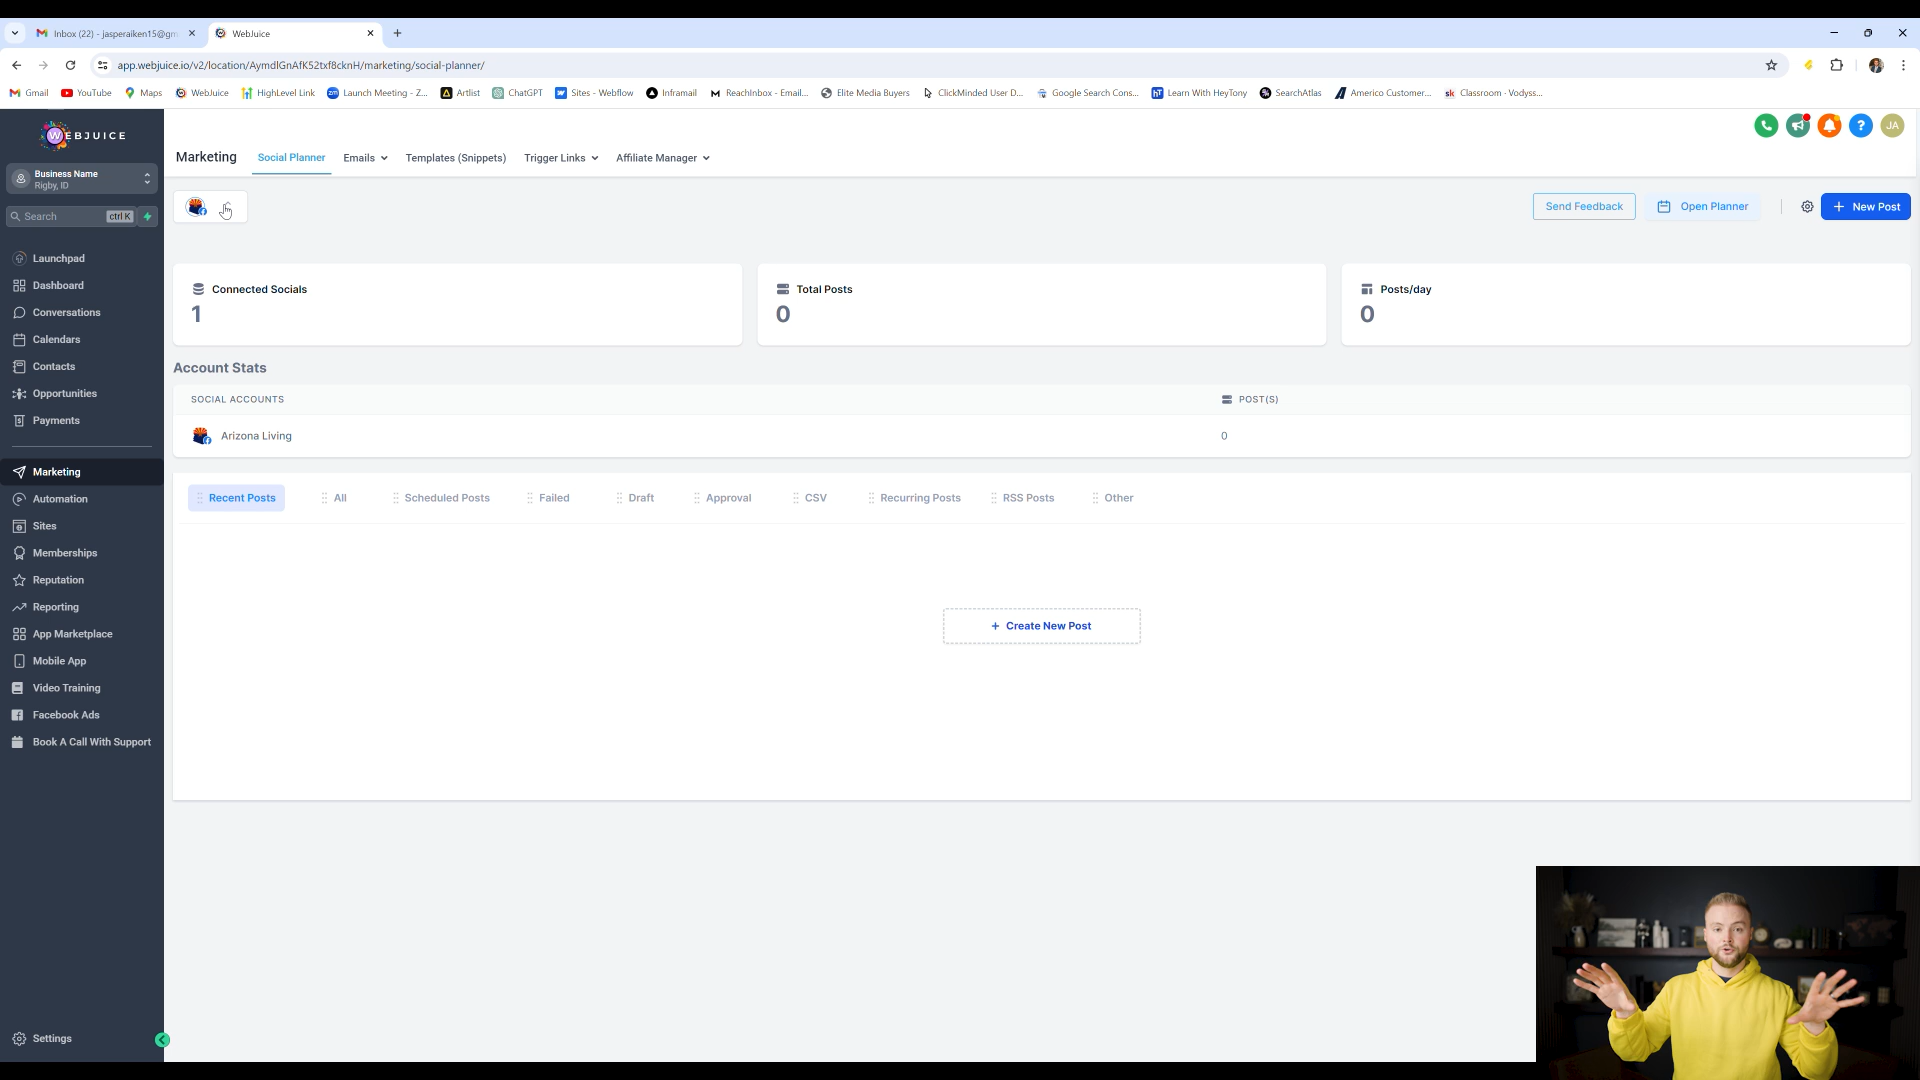 Inbox (22) - jasperaiken15@gm
WebJuice
app.webjuice.io/v2/location/AymdlGnAfK52txf8cknH/marketing/social-planner/
Gmail
YouTube
Maps
WebJuice
HighLevel Link
Launch Meeting - Z...
Artlist
ChatGPT
Sites - Webflow
Inframail
ReachInbox - Email...
Elite Media Buyers
ClickMinded User D...
Google Search Cons...
Learn With HeyTony
SearchAtlas
Americo Customer...
Classroom - Vodyss...
WEBJUICE
Business Name
Rigby, ID
Search
ctrl K
Launchpad
Dashboard
Conversations
Calendars
Contacts
Opportunities
Payments
Marketing
Automation
Sites
Memberships
Reputation
Reporting
App Marketplace
Mobile App
Video Training
Facebook Ads
Book A Call With Support
Settings
JA
Marketing
Social Planner
Emails
Templates (Snippets)
Trigger Links
Affiliate Manager
Send Feedback
Open Planner
+ New Post
Connected Socials
1
Total Posts
0
Posts/day
0
Account Stats
SOCIAL ACCOUNTS
POST(S)
Arizona Living
0
Recent Posts
All
Scheduled Posts
Failed
Draft
Approval
CSV
Recurring Posts
RSS Posts
Other
+ Create New Post